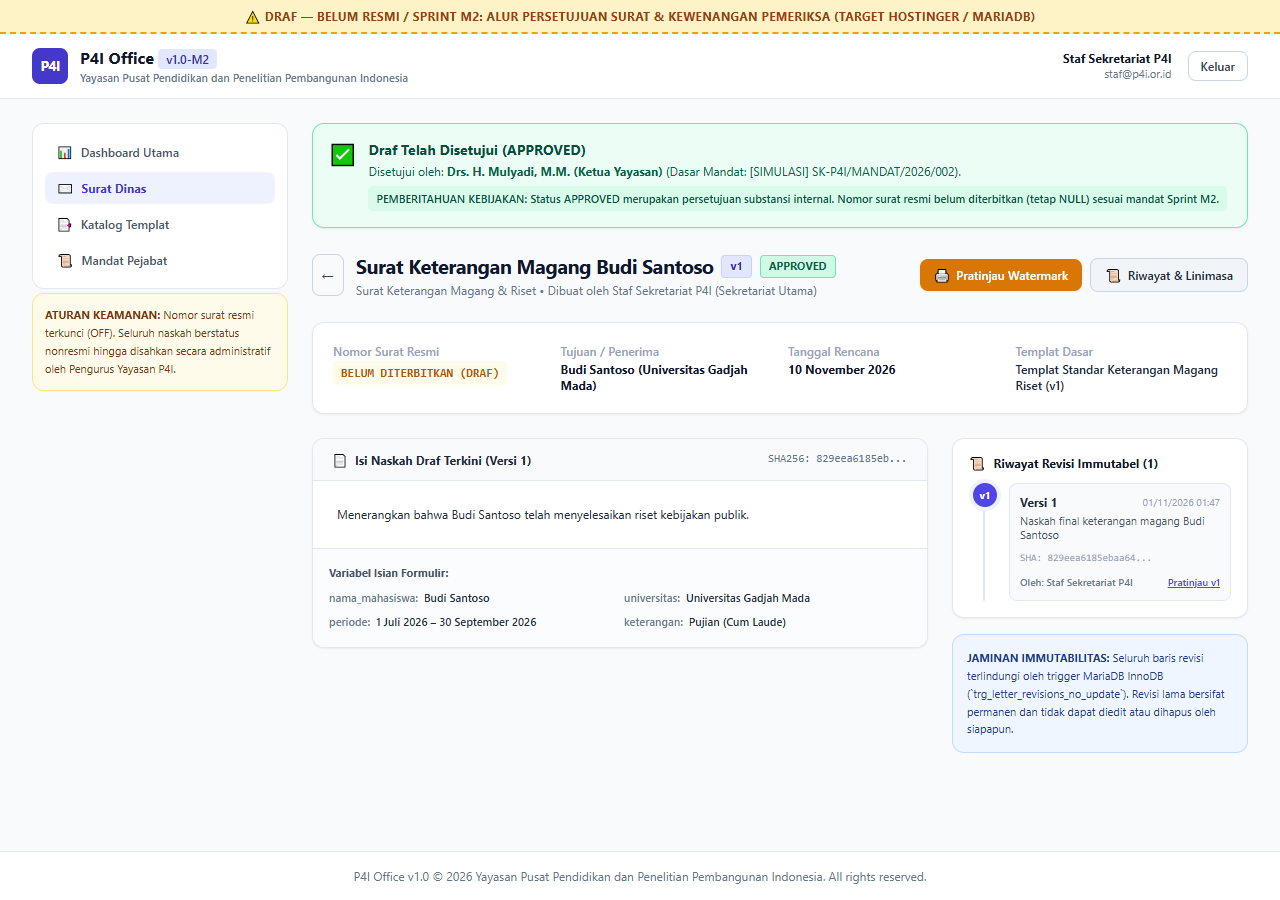 ⚠ DRAF — BELUM RESMI / SPRINT M2: ALUR PERSETUJUAN SURAT & KEWENANGAN PEMERIKSA (TARGET HOSTINGER / MARIADB)
P4I
P4I Office v1.0-M2
Yayasan Pusat Pendidikan dan Penelitian Pembangunan Indonesia
Staf Sekretariat P4I
staf@p4i.or.id
Keluar
Dashboard Utama
Surat Dinas
Katalog Templat
Mandat Pejabat
ATURAN KEAMANAN: Nomor surat resmi
terkunci (OFF). Seluruh naskah berstatus
nonresmi hingga disahkan secara administratif
oleh Pengurus Yayasan P4I.
Draf Telah Disetujui (APPROVED)
Disetujui oleh: Drs. H. Mulyadi, M.M. (Ketua Yayasan) (Dasar Mandat: [SIMULASI] SK-P4I/MANDAT/2026/002).
PEMBERITAHUAN KEBIJAKAN: Status APPROVED merupakan persetujuan substansi internal. Nomor surat resmi belum diterbitkan (tetap NULL) sesuai mandat Sprint M2.
←
Surat Keterangan Magang Budi Santoso v1 APPROVED
Surat Keterangan Magang & Riset • Dibuat oleh Staf Sekretariat P4I (Sekretariat Utama)
Pratinjau Watermark
Riwayat & Linimasa
Nomor Surat Resmi
BELUM DITERBITKAN (DRAF)
Tujuan / Penerima
Budi Santoso (Universitas Gadjah
Mada)
Tanggal Rencana
10 November 2026
Templat Dasar
Templat Standar Keterangan Magang
Riset (v1)
Isi Naskah Draf Terkini (Versi 1)
SHA256: 829eea6185eb...
Menerangkan bahwa Budi Santoso telah menyelesaikan riset kebijakan publik.
Variabel Isian Formulir:
nama_mahasiswa: Budi Santoso
universitas: Universitas Gadjah Mada
periode: 1 Juli 2026 – 30 September 2026
keterangan: Pujian (Cum Laude)
Riwayat Revisi Immutabel (1)
v1
Versi 1
01/11/2026 01:47
Naskah final keterangan magang Budi
Santoso
SHA: 829eea6185ebaa64...
Oleh: Staf Sekretariat P4I
Pratinjau v1
JAMINAN IMMUTABILITAS: Seluruh baris revisi
terlindungi oleh trigger MariaDB InnoDB
(`trg_letter_revisions_no_update`). Revisi lama bersifat
permanen dan tidak dapat diedit atau dihapus oleh
siapapun.
P4I Office v1.0 © 2026 Yayasan Pusat Pendidikan dan Penelitian Pembangunan Indonesia. All rights reserved.